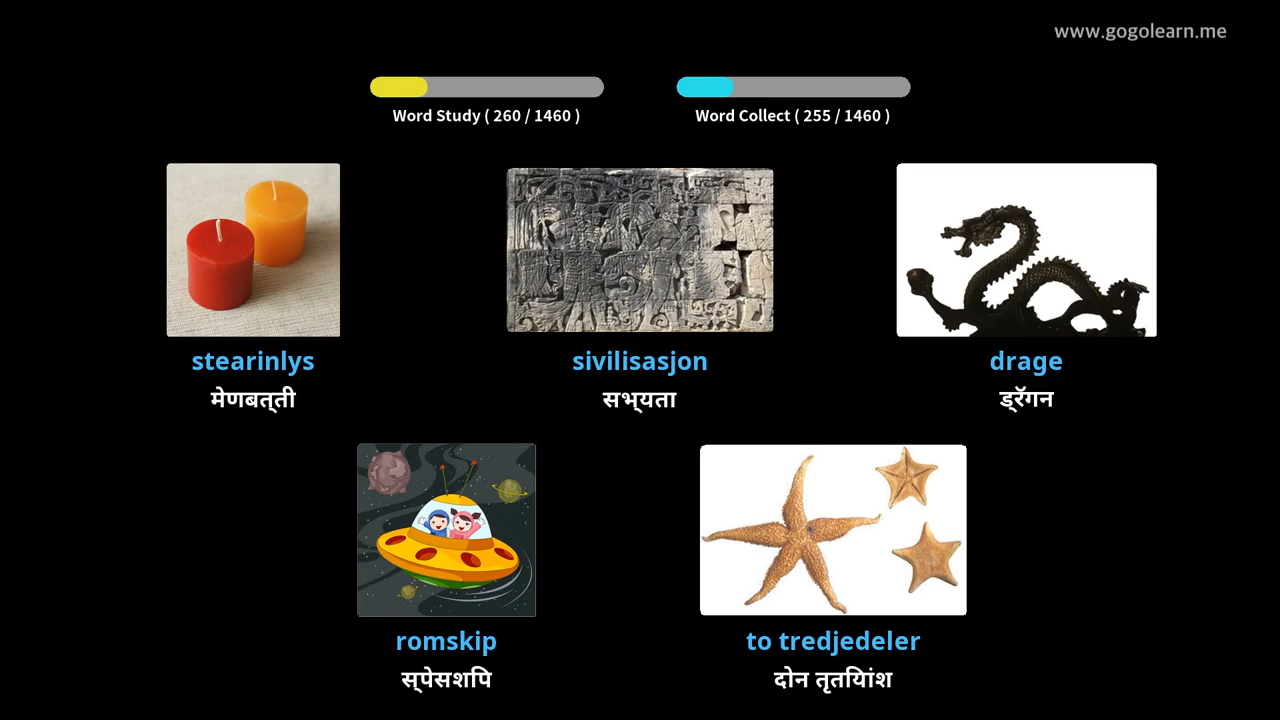 www.gogolearn.me
Word Study ( 260 / 1460 )
Word Collect ( 255 / 1460 )
stearinlys
मेणबत्ती
sivilisasjon
सभ्यता
drage
ड्रॅगन
romskip
स्पेसशिप
to tredjedeler
दोन तृतियांश